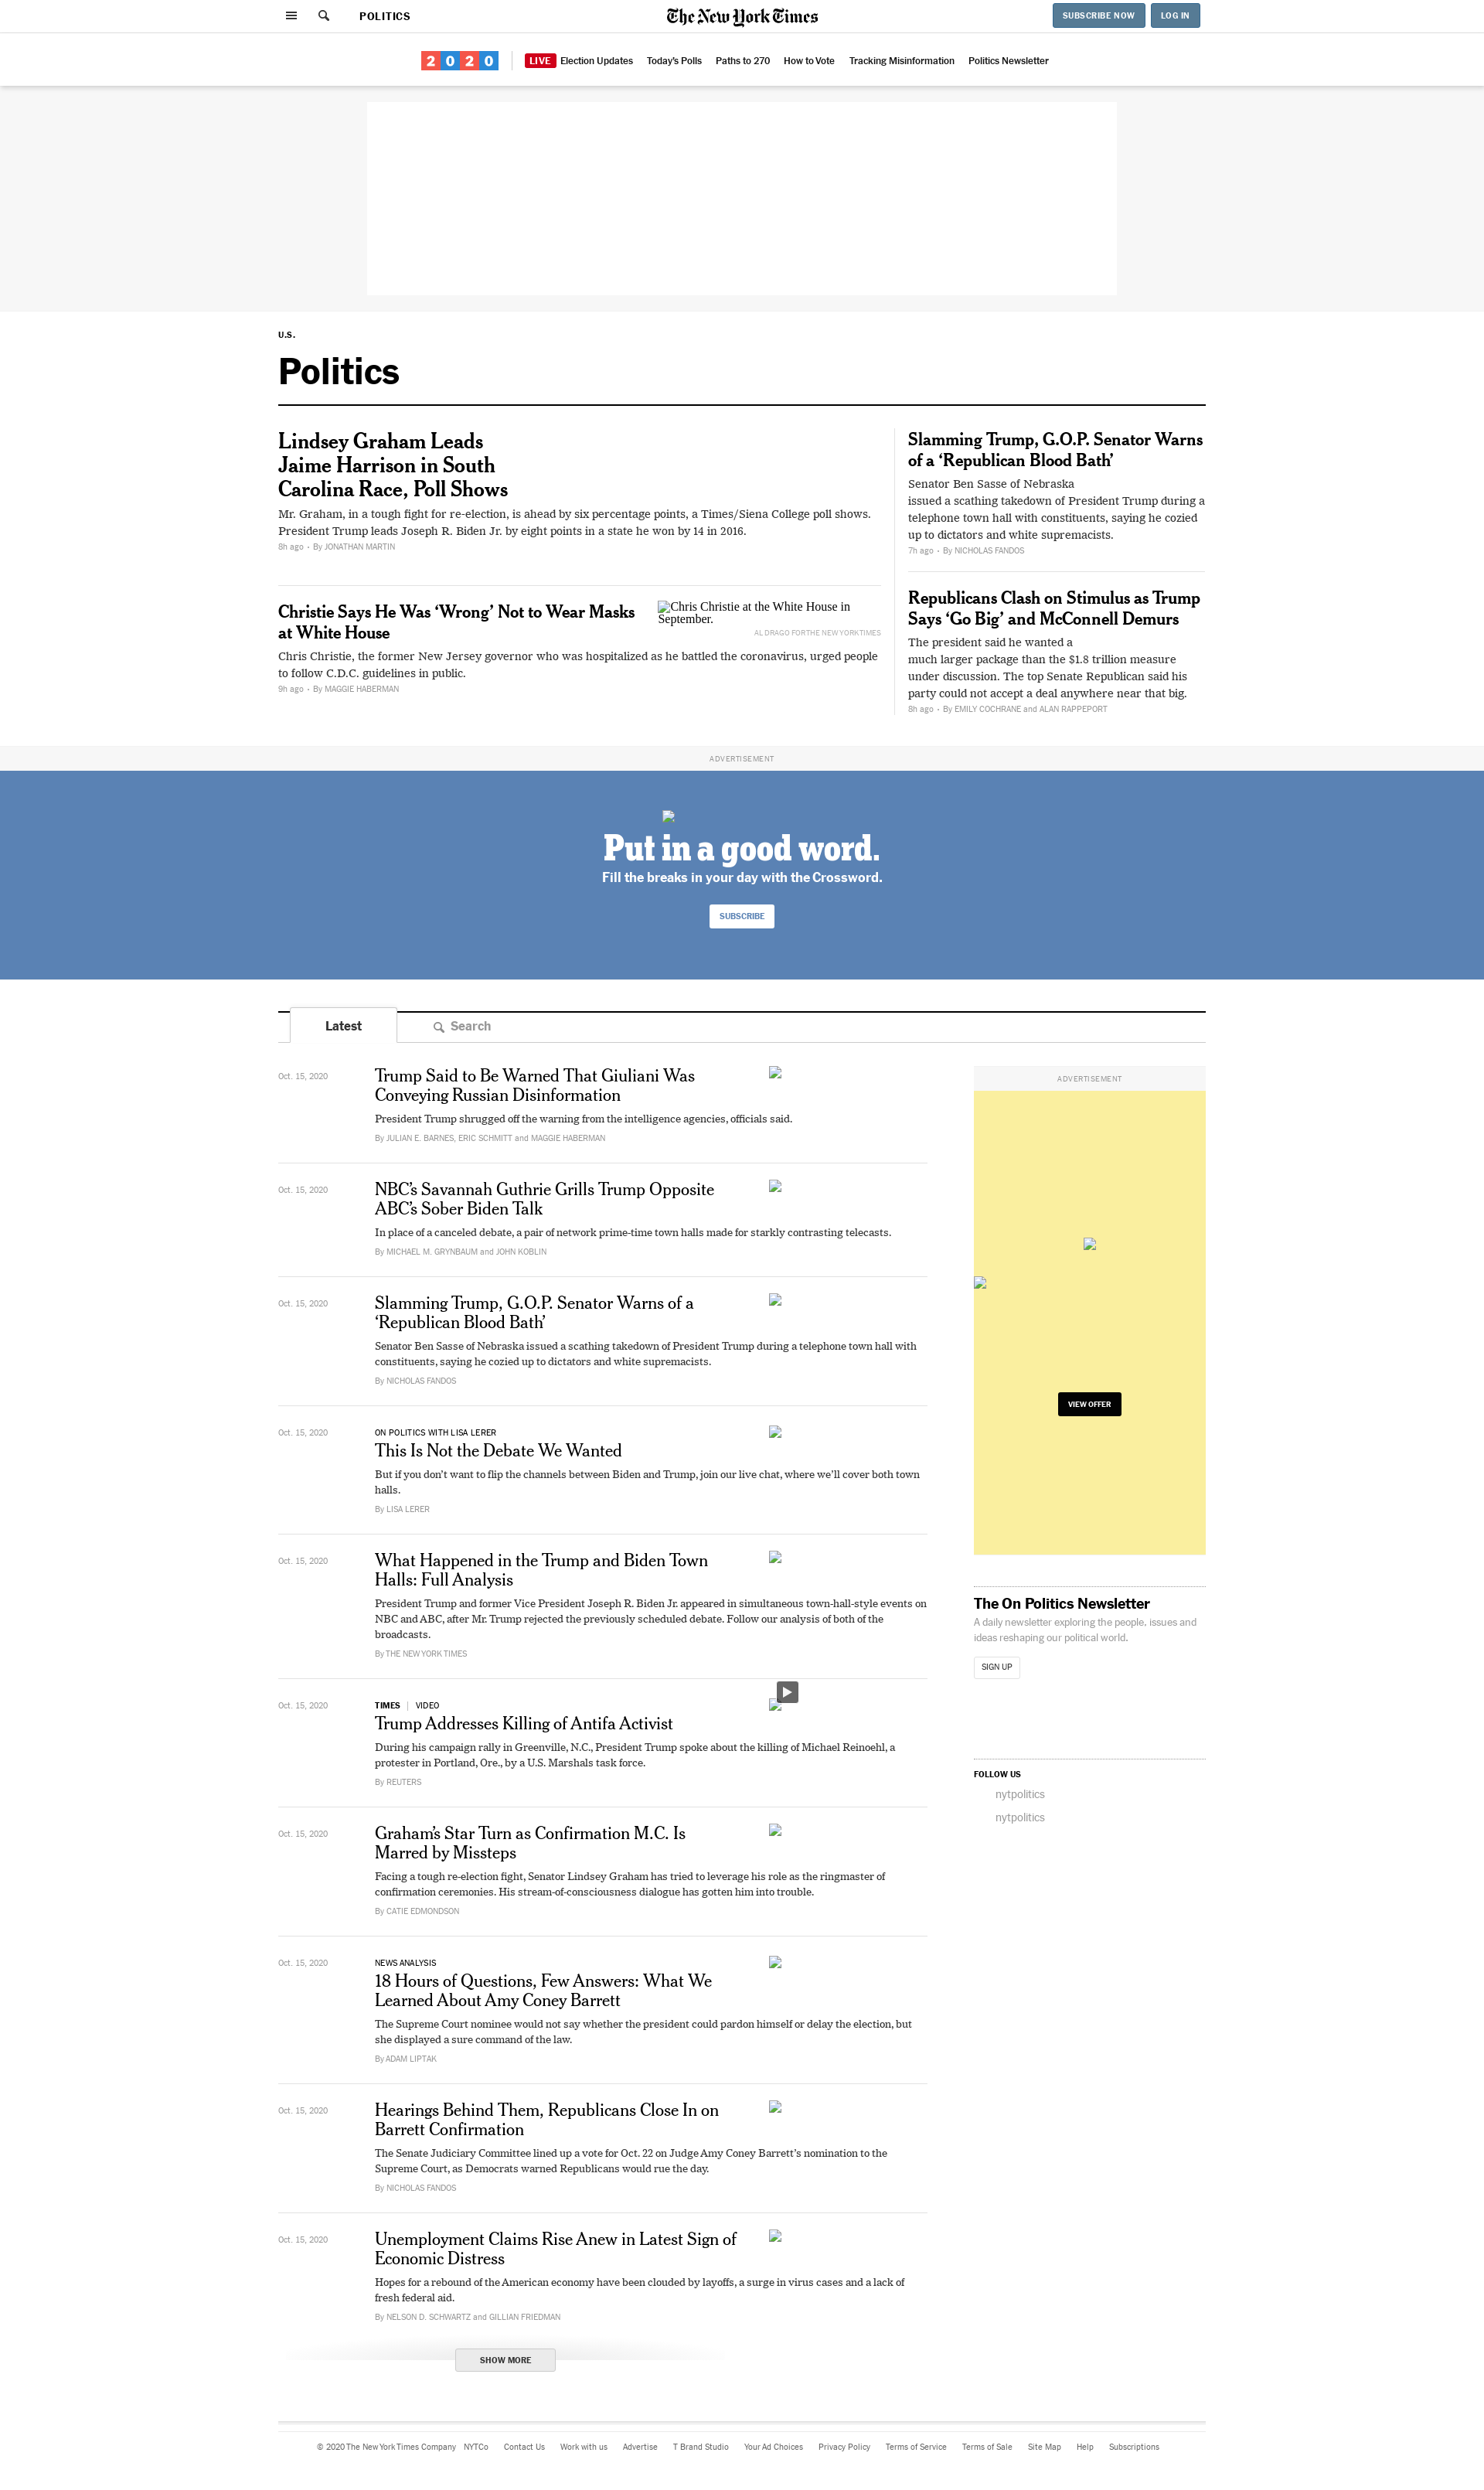 POLITICS
The New York Times
SUBSCRIBE NOW
LOG IN
2020
LIVE Election Updates
Today's Polls
Paths to 270
How to Vote
Tracking Misinformation
Politics Newsletter
U.S.
Politics
Lindsey Graham Leads
Jaime Harrison in South
Carolina Race, Poll Shows
Mr. Graham, in a tough fight for re-election, is ahead by six percentage points, a Times/Siena College poll shows.
President Trump leads Joseph R. Biden Jr. by eight points in a state he won by 14 in 2016.
8h ago • By JONATHAN MARTIN
Christie Says He Was ‘Wrong’ Not to Wear Masks
at White House
Chris Christie at the White House in
September.
AL DRAGO FOR THE NEW YORK TIMES
Chris Christie, the former New Jersey governor who was hospitalized as he battled the coronavirus, urged people
to follow C.D.C. guidelines in public.
9h ago • By MAGGIE HABERMAN
Slamming Trump, G.O.P. Senator Warns
of a ‘Republican Blood Bath’
Senator Ben Sasse of Nebraska
issued a scathing takedown of President Trump during a
telephone town hall with constituents, saying he cozied
up to dictators and white supremacists.
7h ago • By NICHOLAS FANDOS
Republicans Clash on Stimulus as Trump
Says ‘Go Big’ and McConnell Demurs
The president said he wanted a
much larger package than the $1.8 trillion measure
under discussion. The top Senate Republican said his
party could not accept a deal anywhere near that big.
8h ago • By EMILY COCHRANE and ALAN RAPPEPORT
ADVERTISEMENT
Put in a good word.
Fill the breaks in your day with the Crossword.
SUBSCRIBE
Latest
Search
Oct. 15, 2020
Trump Said to Be Warned That Giuliani Was
Conveying Russian Disinformation
President Trump shrugged off the warning from the intelligence agencies, officials said.
By JULIAN E. BARNES, ERIC SCHMITT and MAGGIE HABERMAN
Oct. 15, 2020
NBC’s Savannah Guthrie Grills Trump Opposite
ABC’s Sober Biden Talk
In place of a canceled debate, a pair of network prime-time town halls made for starkly contrasting telecasts.
By MICHAEL M. GRYNBAUM and JOHN KOBLIN
Oct. 15, 2020
Slamming Trump, G.O.P. Senator Warns of a
‘Republican Blood Bath’
Senator Ben Sasse of Nebraska issued a scathing takedown of President Trump during a telephone town hall with
constituents, saying he cozied up to dictators and white supremacists.
By NICHOLAS FANDOS
Oct. 15, 2020
ON POLITICS WITH LISA LERER
This Is Not the Debate We Wanted
But if you don’t want to flip the channels between Biden and Trump, join our live chat, where we’ll cover both town
halls.
By LISA LERER
Oct. 15, 2020
What Happened in the Trump and Biden Town
Halls: Full Analysis
President Trump and former Vice President Joseph R. Biden Jr. appeared in simultaneous town-hall-style events on
NBC and ABC, after Mr. Trump rejected the previously scheduled debate. Follow our analysis of both of the
broadcasts.
By THE NEW YORK TIMES
Oct. 15, 2020
TIMES | VIDEO
Trump Addresses Killing of Antifa Activist
During his campaign rally in Greenville, N.C., President Trump spoke about the killing of Michael Reinoehl, a
protester in Portland, Ore., by a U.S. Marshals task force.
By REUTERS
Oct. 15, 2020
Graham’s Star Turn as Confirmation M.C. Is
Marred by Missteps
Facing a tough re-election fight, Senator Lindsey Graham has tried to leverage his role as the ringmaster of
confirmation ceremonies. His stream-of-consciousness dialogue has gotten him into trouble.
By CATIE EDMONDSON
Oct. 15, 2020
NEWS ANALYSIS
18 Hours of Questions, Few Answers: What We
Learned About Amy Coney Barrett
The Supreme Court nominee would not say whether the president could pardon himself or delay the election, but
she displayed a sure command of the law.
By ADAM LIPTAK
Oct. 15, 2020
Hearings Behind Them, Republicans Close In on
Barrett Confirmation
The Senate Judiciary Committee lined up a vote for Oct. 22 on Judge Amy Coney Barrett’s nomination to the
Supreme Court, as Democrats warned Republicans would rue the day.
By NICHOLAS FANDOS
Oct. 15, 2020
Unemployment Claims Rise Anew in Latest Sign of
Economic Distress
Hopes for a rebound of the American economy have been clouded by layoffs, a surge in virus cases and a lack of
fresh federal aid.
By NELSON D. SCHWARTZ and GILLIAN FRIEDMAN
SHOW MORE
ADVERTISEMENT
VIEW OFFER
The On Politics Newsletter
A daily newsletter exploring the people, issues and
ideas reshaping our political world.
SIGN UP
FOLLOW US
nytpolitics
nytpolitics
© 2020 The New York Times Company
NYTCo
Contact Us
Work with us
Advertise
T Brand Studio
Your Ad Choices
Privacy Policy
Terms of Service
Terms of Sale
Site Map
Help
Subscriptions